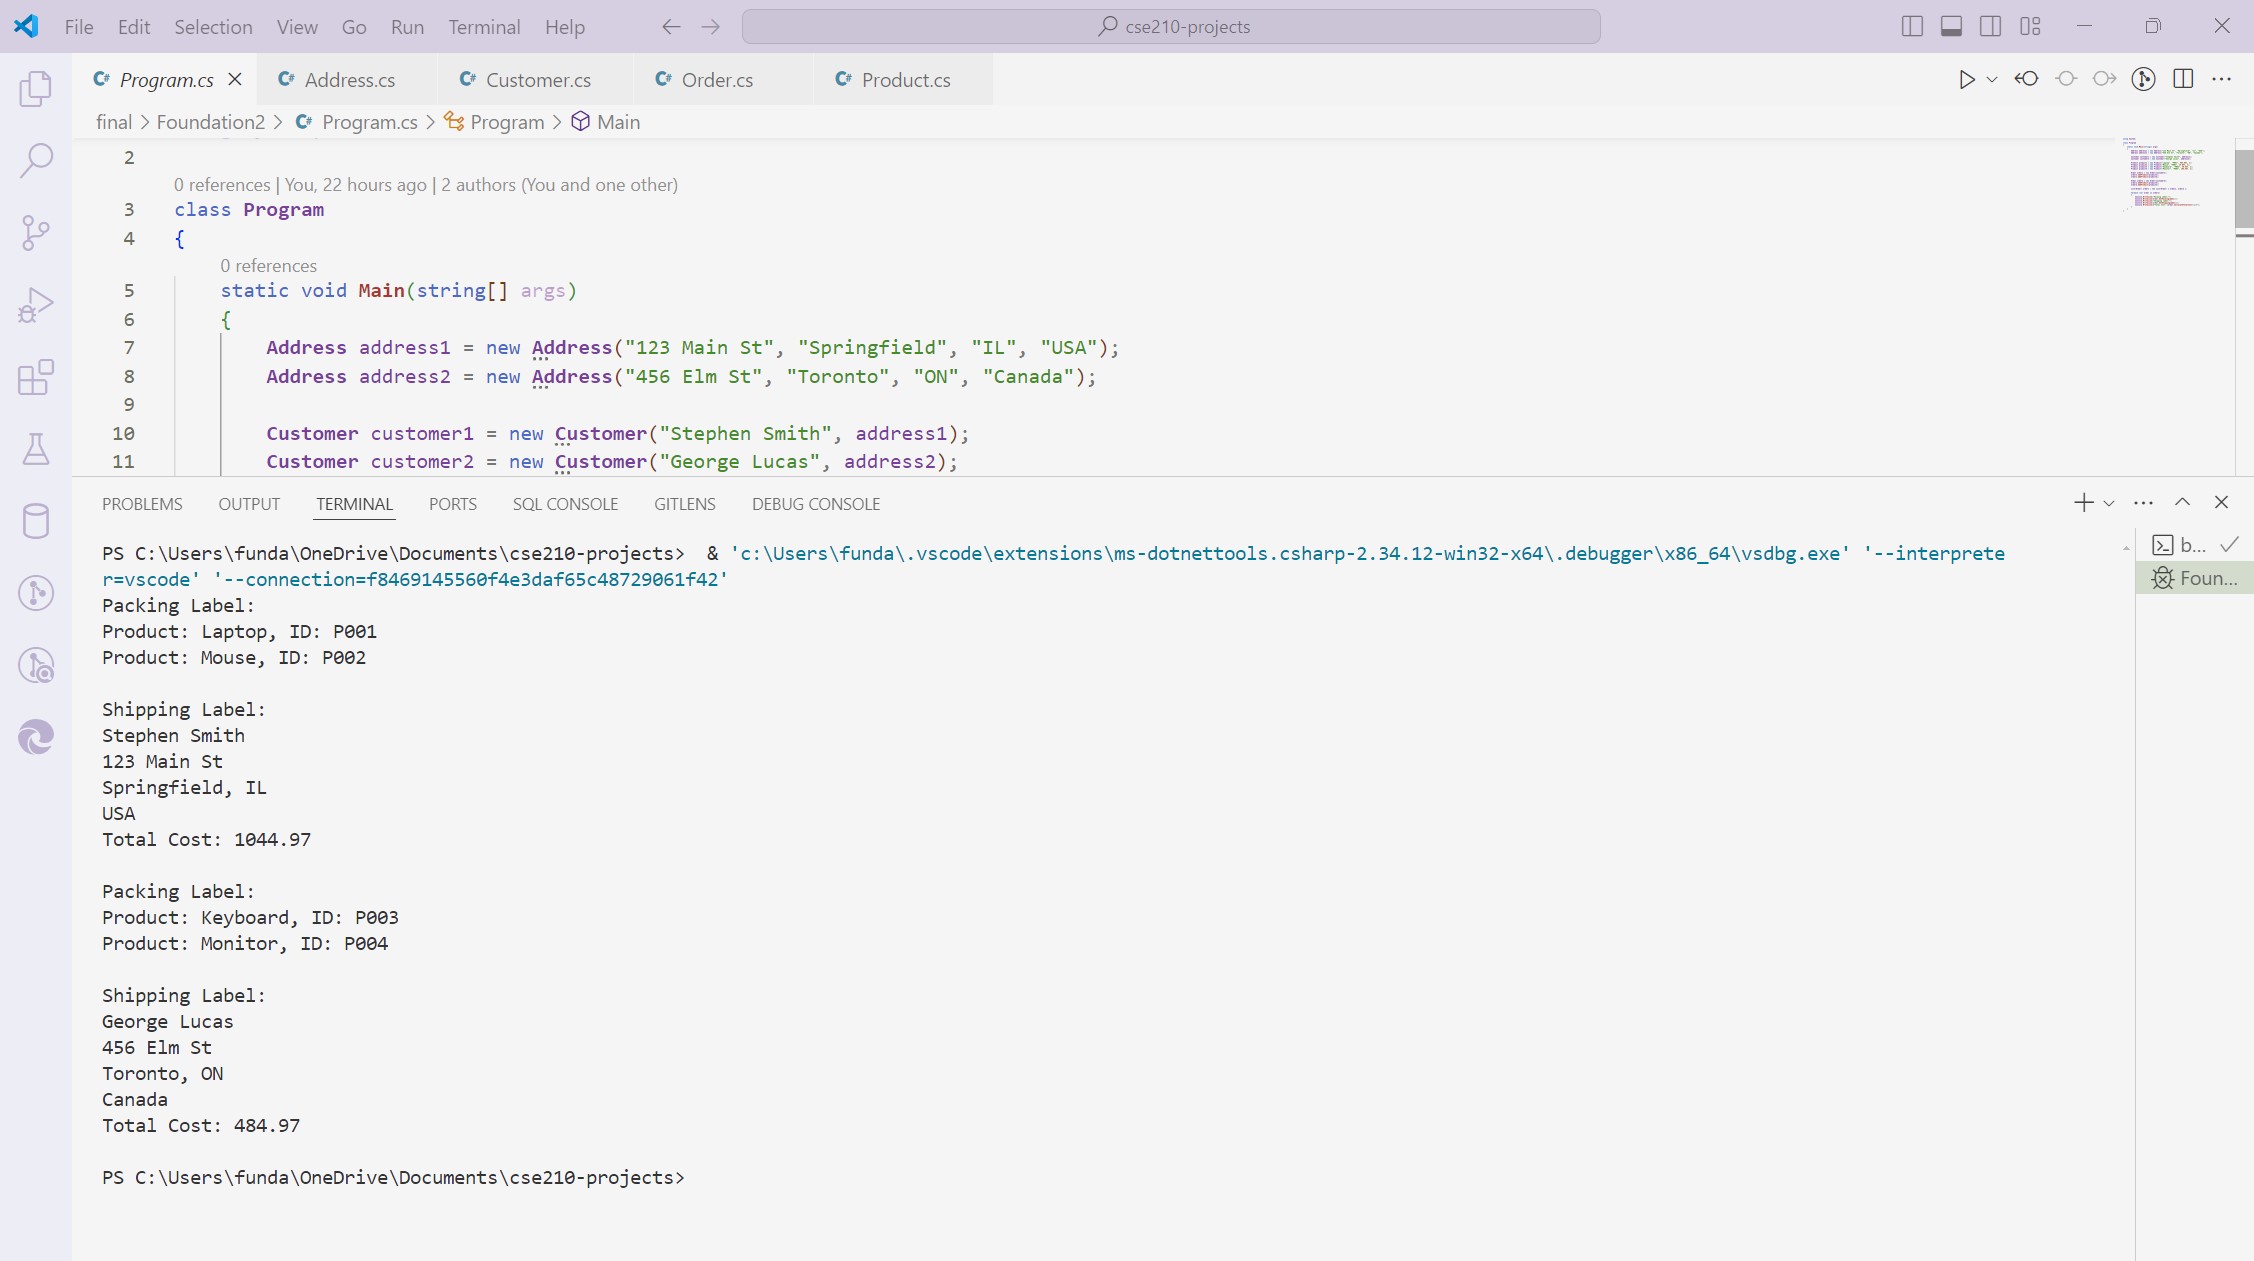 File Edit Selection View Go Run Terminal Help cse210-projects
Program.cs Address.cs Customer.cs Order.cs Product.cs
final > Foundation2 > Program.cs > Program > Main
2
0 references | You, 22 hours ago | 2 authors (You and one other)
3 class Program
4 {
0 references
5 static void Main(string[] args)
6 {
7 Address address1 = new Address("123 Main St", "Springfield", "IL", "USA");
8 Address address2 = new Address("456 Elm St", "Toronto", "ON", "Canada");
9
10 Customer customer1 = new Customer("Stephen Smith", address1);
11 Customer customer2 = new Customer("George Lucas", address2);
PROBLEMS OUTPUT TERMINAL PORTS SQL CONSOLE GITLENS DEBUG CONSOLE
PS C:\Users\funda\OneDrive\Documents\cse210-projects>  & 'c:\Users\funda\.vscode\extensions\ms-dotnettools.csharp-2.34.12-win32-x64\.debugger\x86_64\vsdbg.exe' '--interprete
r=vscode' '--connection=f8469145560f4e3daf65c48729061f42'
b...
Foun...
Packing Label:
Product: Laptop, ID: P001
Product: Mouse, ID: P002
Shipping Label:
Stephen Smith
123 Main St
Springfield, IL
USA
Total Cost: 1044.97
Packing Label:
Product: Keyboard, ID: P003
Product: Monitor, ID: P004
Shipping Label:
George Lucas
456 Elm St
Toronto, ON
Canada
Total Cost: 484.97
PS C:\Users\funda\OneDrive\Documents\cse210-projects>